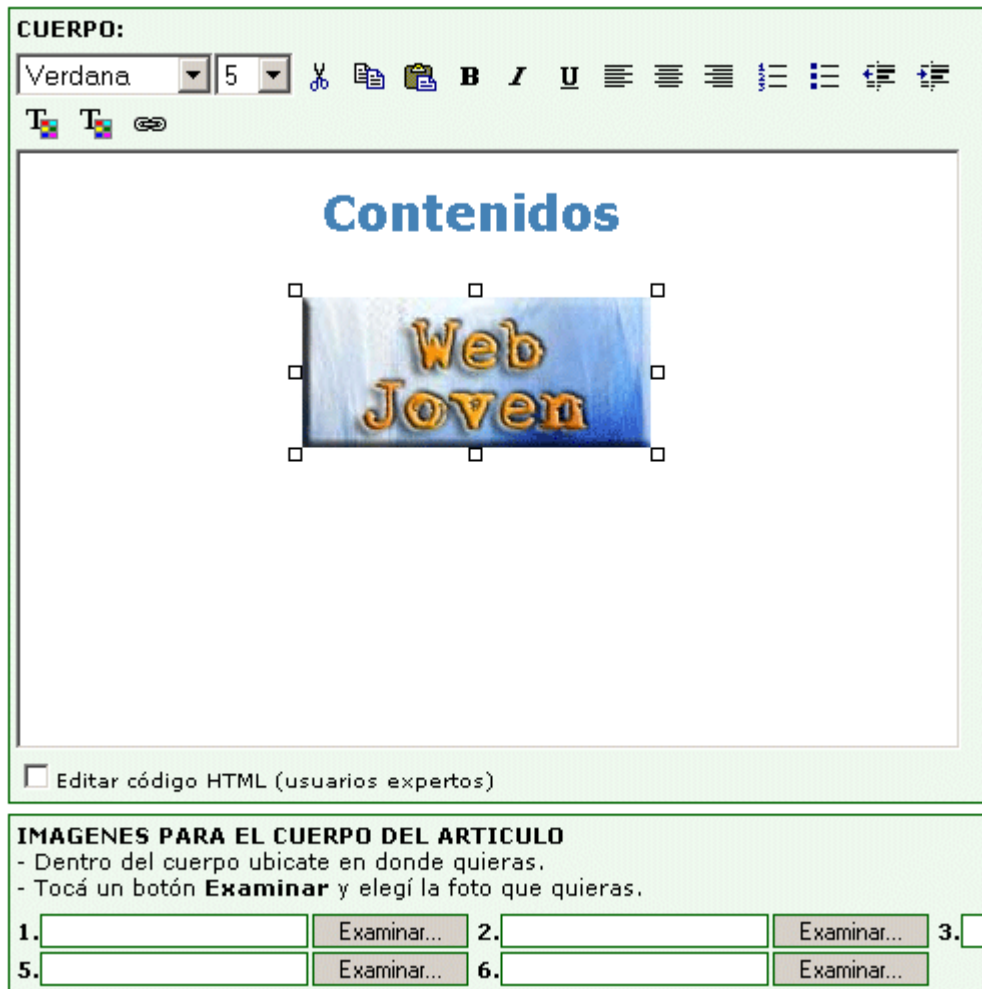 CUERPO:
Verdana 5 B I U
T T
Contenidos
Web
Joven
Editar código HTML (usuarios expertos)
IMAGENES PARA EL CUERPO DEL ARTICULO
- Dentro del cuerpo ubicate en donde quieras.
- Tocá un botón Examinar y elegí la foto que quieras.
1. Examinar... 2. Examinar... 3.
5. Examinar... 6. Examinar...